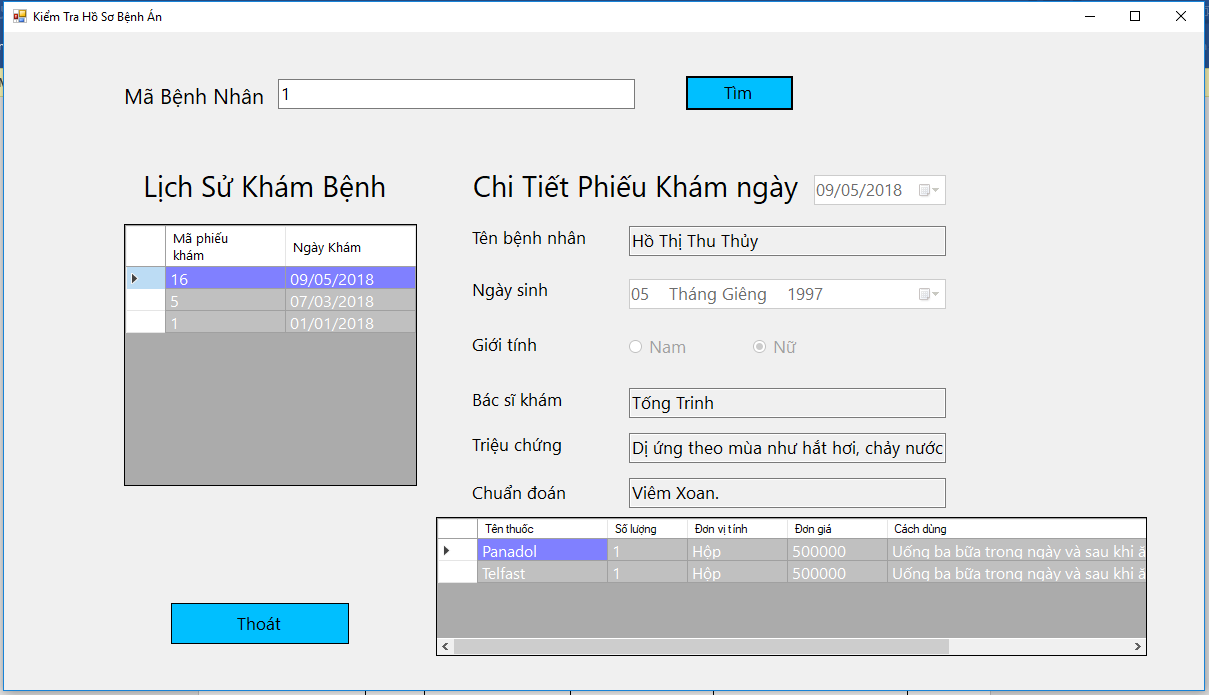 Kiểm Tra Hồ Sơ Bệnh Án
Mã Bệnh Nhân 1 Tìm
Lịch Sử Khám Bệnh
Mã phiếu khám Ngày Khám
16 09/05/2018
5 07/03/2018
1 01/01/2018
Chi Tiết Phiếu Khám ngày 09/05/2018
Tên bệnh nhân Hồ Thị Thu Thủy
Ngày sinh 05 Tháng Giêng 1997
Giới tính Nam Nữ
Bác sĩ khám Tống Trinh
Triệu chứng Dị ứng theo mùa như hắt hơi, chảy nước
Chuẩn đoán Viêm Xoan.
Tên thuốc Số lượng Đơn vị tính Đơn giá Cách dùng
Panadol 1 Hộp 500000 Uống ba bữa trong ngày và sau khi ă
Telfast 1 Hộp 500000 Uống ba bữa trong ngày và sau khi ă
Thoát